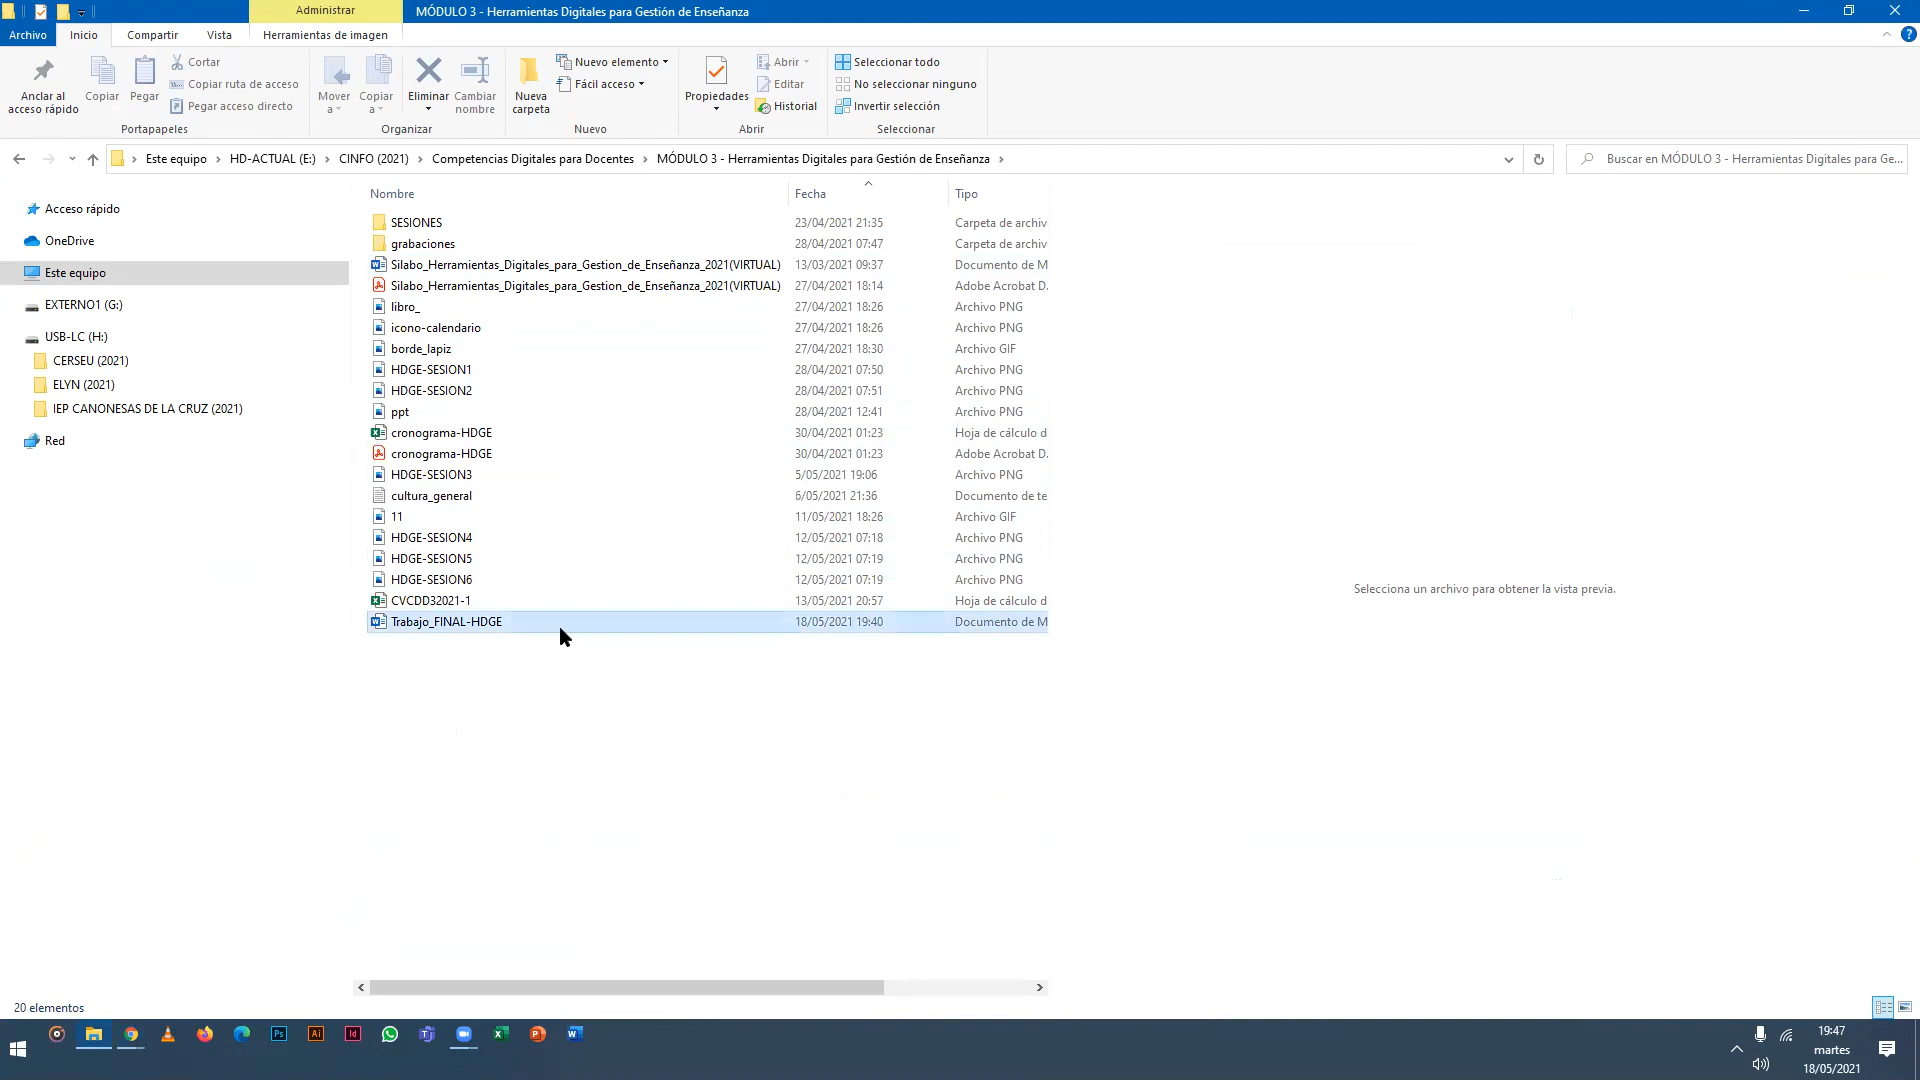 Administrar
MÓDULO 3 - Herramientas Digitales para Gestión de Enseñanza
Archivo
Inicio
Compartir
Vista
Herramientas de imagen
Anclar al
acceso rápido
Copiar
Pegar
Cortar
Copiar ruta de acceso
Pegar acceso directo
Portapapeles
Mover
a
Copiar
a
Eliminar
Cambiar
nombre
Organizar
Nueva
carpeta
Nuevo elemento
Fácil acceso
Nuevo
Propiedades
Abrir
Editar
Historial
Abrir
Seleccionar todo
No seleccionar ninguno
Invertir selección
Seleccionar
Este equipo > HD-ACTUAL (E:) > CINFO (2021) > Competencias Digitales para Docentes > MÓDULO 3 - Herramientas Digitales para Gestión de Enseñanza >
Buscar en MÓDULO 3 - Herramientas Digitales para Ge...
Acceso rápido
OneDrive
Este equipo
EXTERNO1 (G:)
USB-LC (H:)
CERSEU (2021)
ELYN (2021)
IEP CANONESAS DE LA CRUZ (2021)
Red
Nombre Fecha Tipo
SESIONES 23/04/2021 21:35 Carpeta de archiv
grabaciones 28/04/2021 07:47 Carpeta de archiv
Silabo_Herramientas_Digitales_para_Gestion_de_Enseñanza_2021(VIRTUAL) 13/03/2021 09:37 Documento de M
Silabo_Herramientas_Digitales_para_Gestion_de_Enseñanza_2021(VIRTUAL) 27/04/2021 18:14 Adobe Acrobat D.
libro_ 27/04/2021 18:26 Archivo PNG
icono-calendario 27/04/2021 18:26 Archivo PNG
borde_lapiz 27/04/2021 18:30 Archivo GIF
HDGE-SESION1 28/04/2021 07:50 Archivo PNG
HDGE-SESION2 28/04/2021 07:51 Archivo PNG
ppt 28/04/2021 12:41 Archivo PNG
cronograma-HDGE 30/04/2021 01:23 Hoja de cálculo d
cronograma-HDGE 30/04/2021 01:23 Adobe Acrobat D.
HDGE-SESION3 5/05/2021 19:06 Archivo PNG
cultura_general 6/05/2021 21:36 Documento de te
11 11/05/2021 18:26 Archivo GIF
HDGE-SESION4 12/05/2021 07:18 Archivo PNG
HDGE-SESION5 12/05/2021 07:19 Archivo PNG
HDGE-SESION6 12/05/2021 07:19 Archivo PNG
CVCDD32021-1 13/05/2021 20:57 Hoja de cálculo d
Trabajo_FINAL-HDGE 18/05/2021 19:40 Documento de M
Selecciona un archivo para obtener la vista previa.
20 elementos
Ps
Ai
Id
19:47
martes
18/05/2021